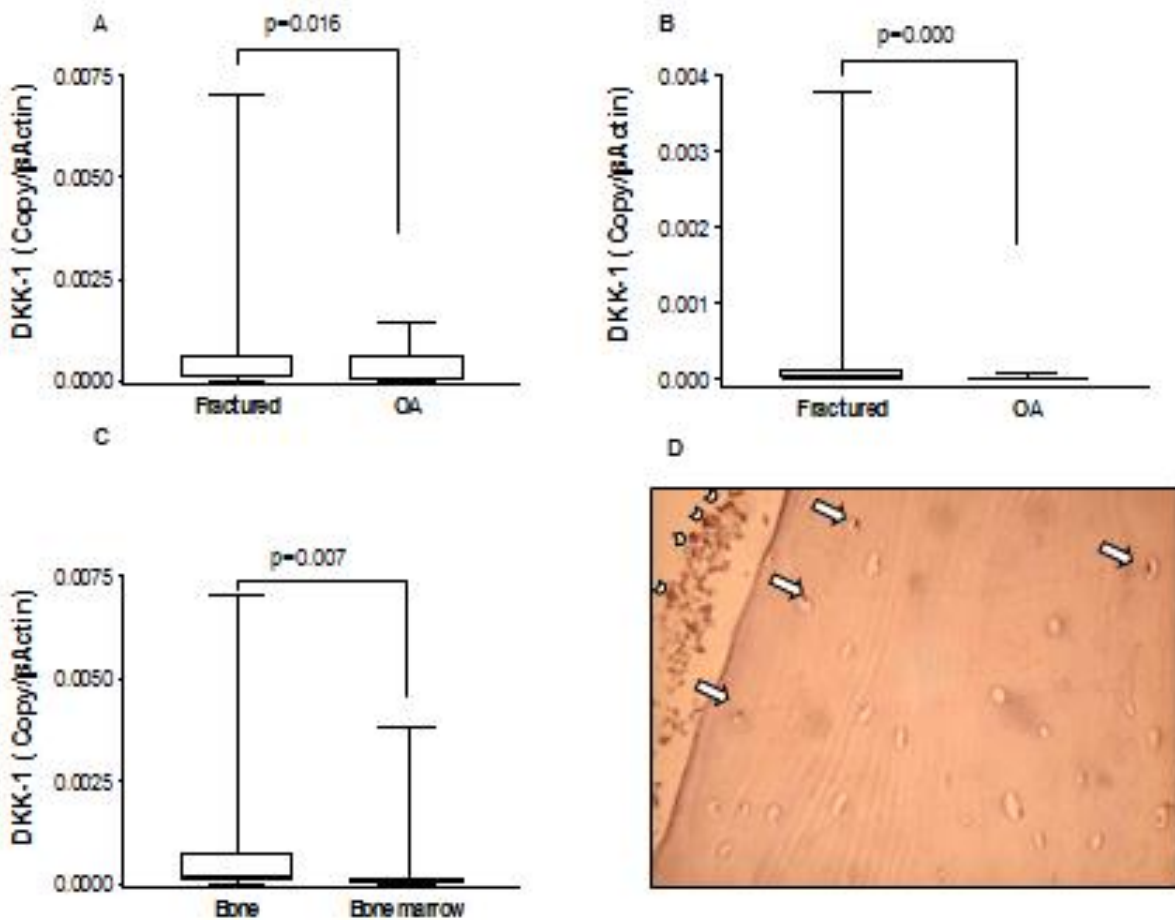 A
p=0.016
DKK-1 (Copy/βActin)
0.0075
0.0050
0.0025
0.0000
Fractured
OA
B
p=0.000
DKK-1 (Copy/βActin)
0.004
0.003
0.002
0.001
0.000
Fractured
OA
C
p=0.007
DKK-1 (Copy/βActin)
0.0075
0.0050
0.0025
0.0000
Bone
Bone marrow
D